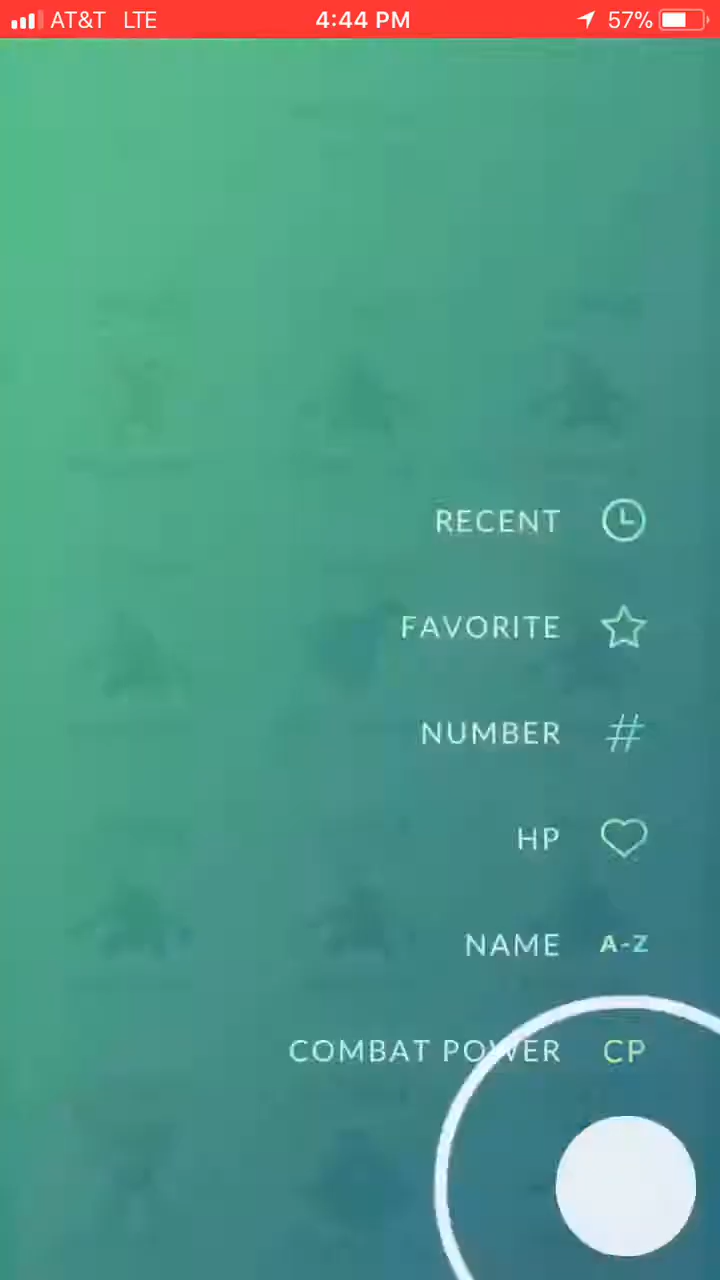 AT&T LTE 4:44 PM 57%
RECENT
FAVORITE
NUMBER #
HP
NAME A-Z
COMBAT POWER CP